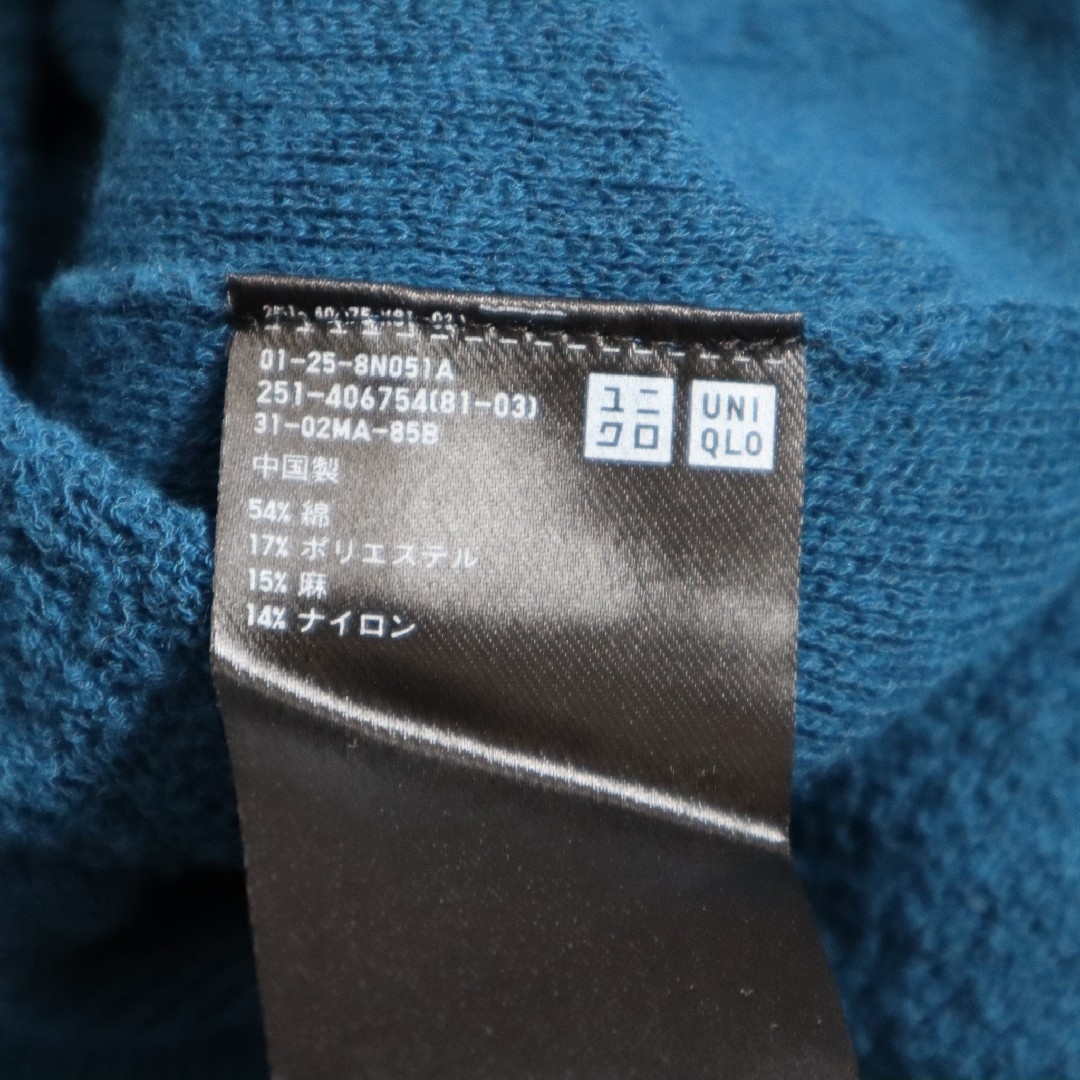 01-25-8N051A
251-406754(81-03)
31-02MA-85B
中国製
54% 綿
17% ポリエステル
15% 麻
14% ナイロン
ユニ
クロ
UNI
QLO